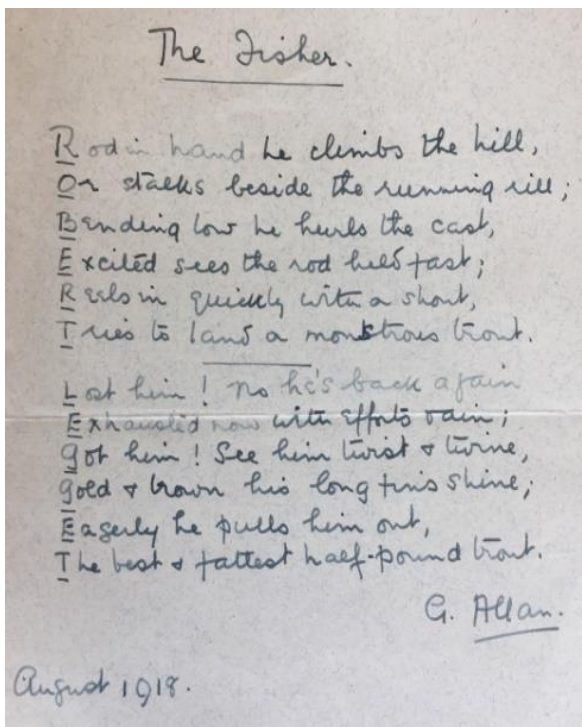 The Fisher.
Rod in hand he climbs the hill,
Or stalks beside the running rill;
Bending low he hurls the cast,
Excited sees the rod held fast;
Reels in quickly with a shout,
Tries to land a monstrous trout.
Lost him! no he's back again
Exhausted now with efforts vain;
Got him! See him twist & twine,
Gold & brown his long fins shine;
Eagerly he pulls him out,
The best & fattest half-pound trout.
G. Allan.
August 1918.